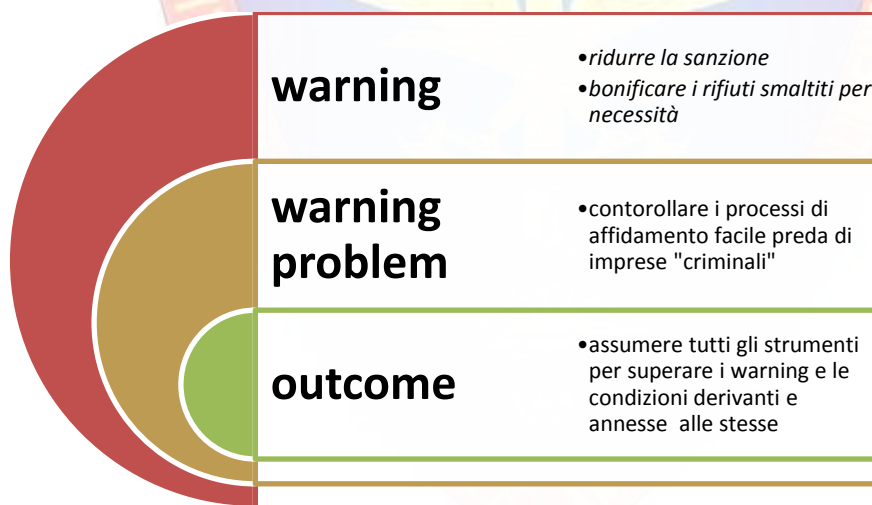 warning
•ridurre la sanzione
•bonificare i rifiuti smaltiti per
necessità
warning
problem
•contorollare i processi di
affidamento facile preda di
imprese "criminali"
outcome
•assumere tutti gli strumenti
per superare i warning e le
condizioni derivanti e
annesse alle stesse